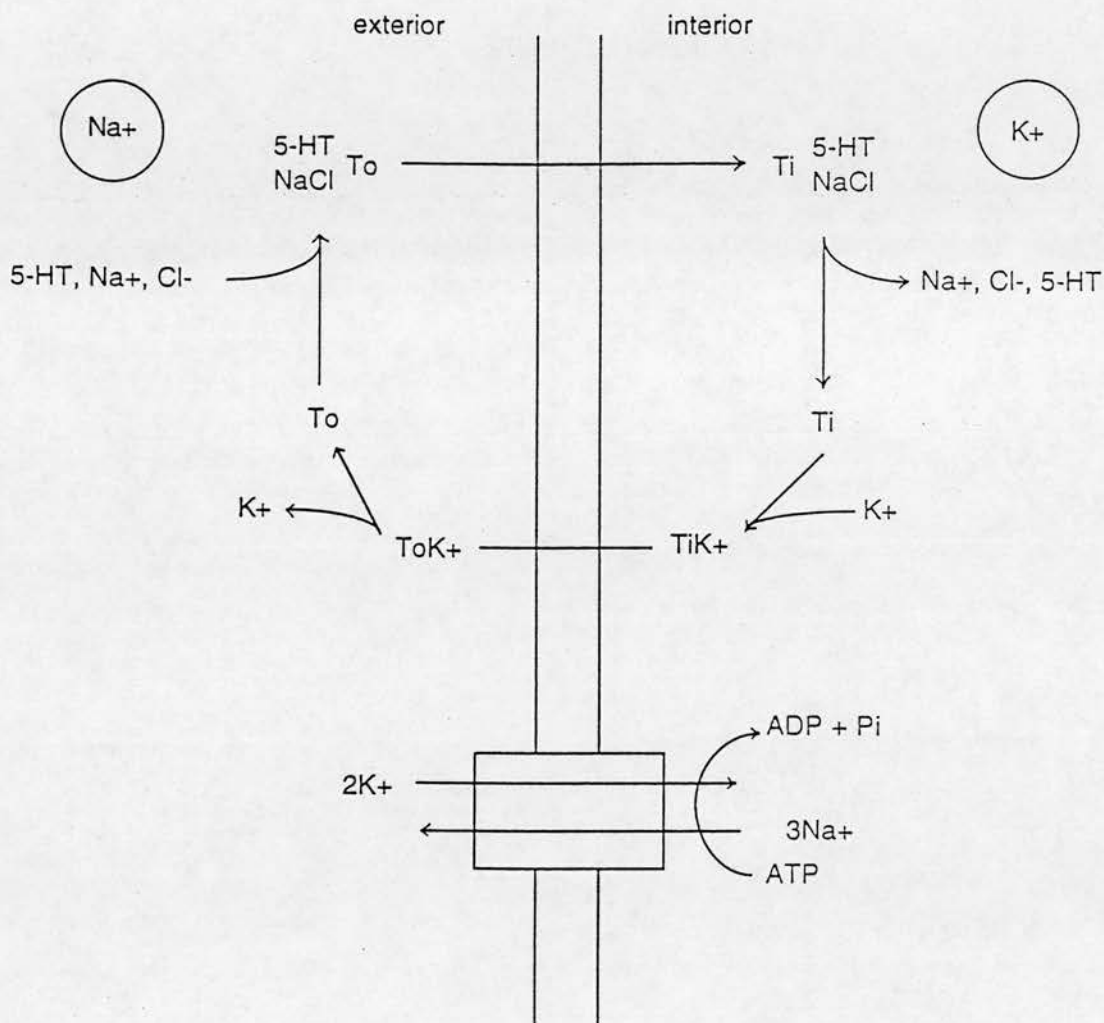 exterior
interior
Na+
K+
5-HT
NaCl
To
Ti
5-HT
NaCl
5-HT, Na+, Cl-
Na+, Cl-, 5-HT
To
Ti
K+
K+
ToK+
TiK+
ADP + Pi
2K+
3Na+
ATP